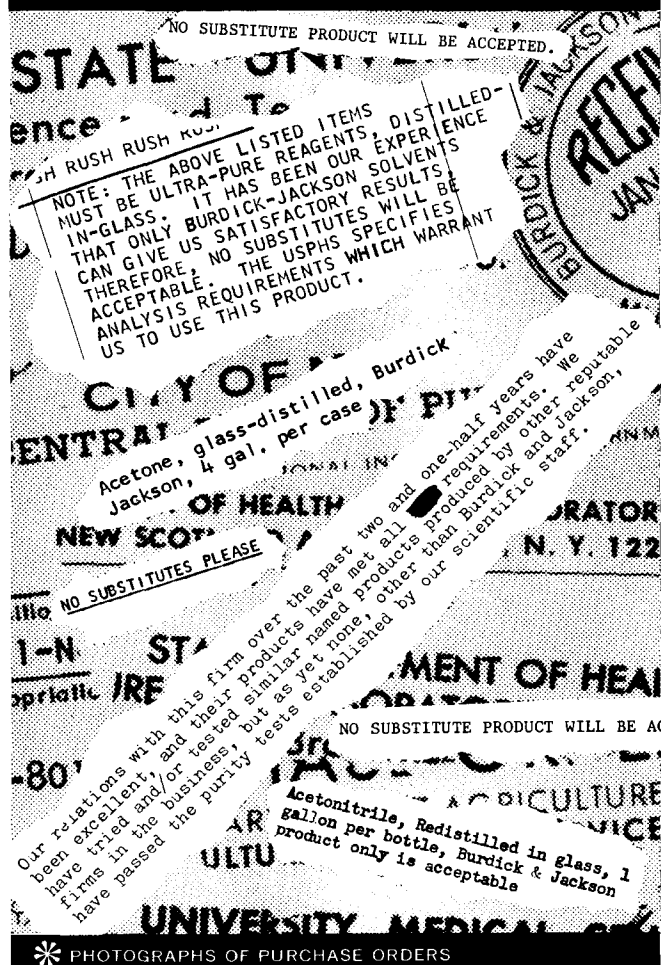 NO SUBSTITUTE PRODUCT WILL BE ACCEPTED.
STATE
BURDICK & JACKSON
JAN
RUSH RUSH RUSH
NOTE: THE ABOVE LISTED ITEMS
MUST BE ULTRA-PURE REAGENTS, DISTILLED-
IN-GLASS. IT HAS BEEN OUR EXPERIENCE
THAT ONLY BURDICK-JACKSON SOLVENTS
CAN GIVE US SATISFACTORY RESULTS,
THEREFORE, NO SUBSTITUTES WILL BE
ACCEPTABLE. THE USPHS SPECIFIES
ANALYSIS REQUIREMENTS WHICH WARRANT
US TO USE THIS PRODUCT.
CITY OF
Acetone, glass-distilled, Burdick
Jackson, 4 gal. per case
OF HEALTH
NEW SCOT
N. Y. 122
NO SUBSTITUTES PLEASE
Our relations with this firm over the past two and one-half years have
been excellent, and their products have met all requirements. We
have tried and/or tested similar named products produced by other reputable
firms in the business, but as yet none, other than Burdick and Jackson,
have passed the purity tests established by our scientific staff.
MENT OF HEAL
NO SUBSTITUTE PRODUCT WILL BE AC
AGRICULTURE
ULTU
Acetonitrile, Redistilled in glass, 1
gallon per bottle, Burdick & Jackson
product only is acceptable
UNIVERSITY MEDICAL
PHOTOGRAPHS OF PURCHASE ORDERS